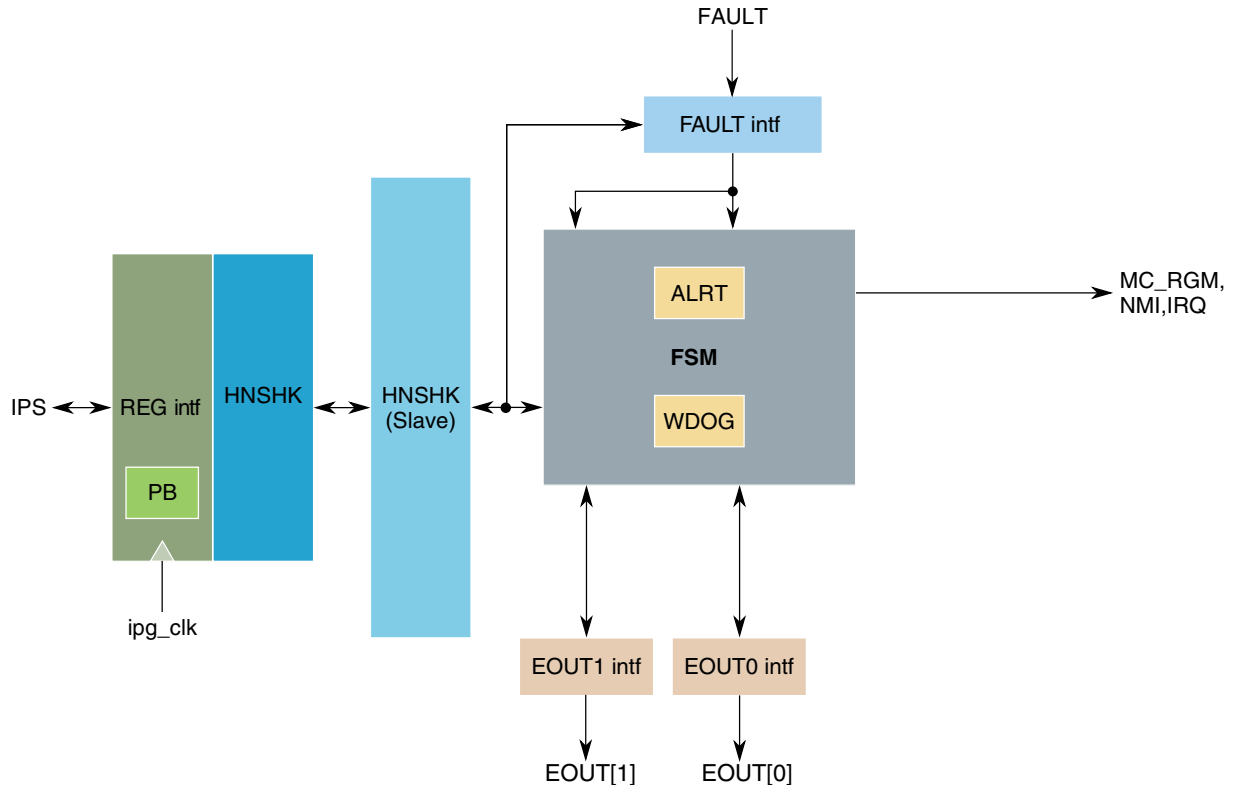 FAULT
FAULT intf
ALRT
MC_RGM,
NMI,IRQ
FSM
IPS
REG intf
HNSHK
HNSHK
(Slave)
WDOG
PB
ipg_clk
EOUT1 intf
EOUT0 intf
EOUT[1]
EOUT[0]